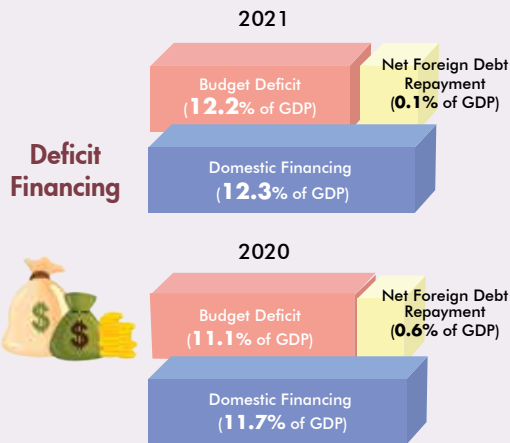 2021
Budget Deficit
(12.2% of GDP)
Net Foreign Debt
Repayment
(0.1% of GDP)
Domestic Financing
(12.3% of GDP)
Deficit
Financing
2020
$
$
Budget Deficit
(11.1% of GDP)
Net Foreign Debt
Repayment
(0.6% of GDP)
Domestic Financing
(11.7% of GDP)